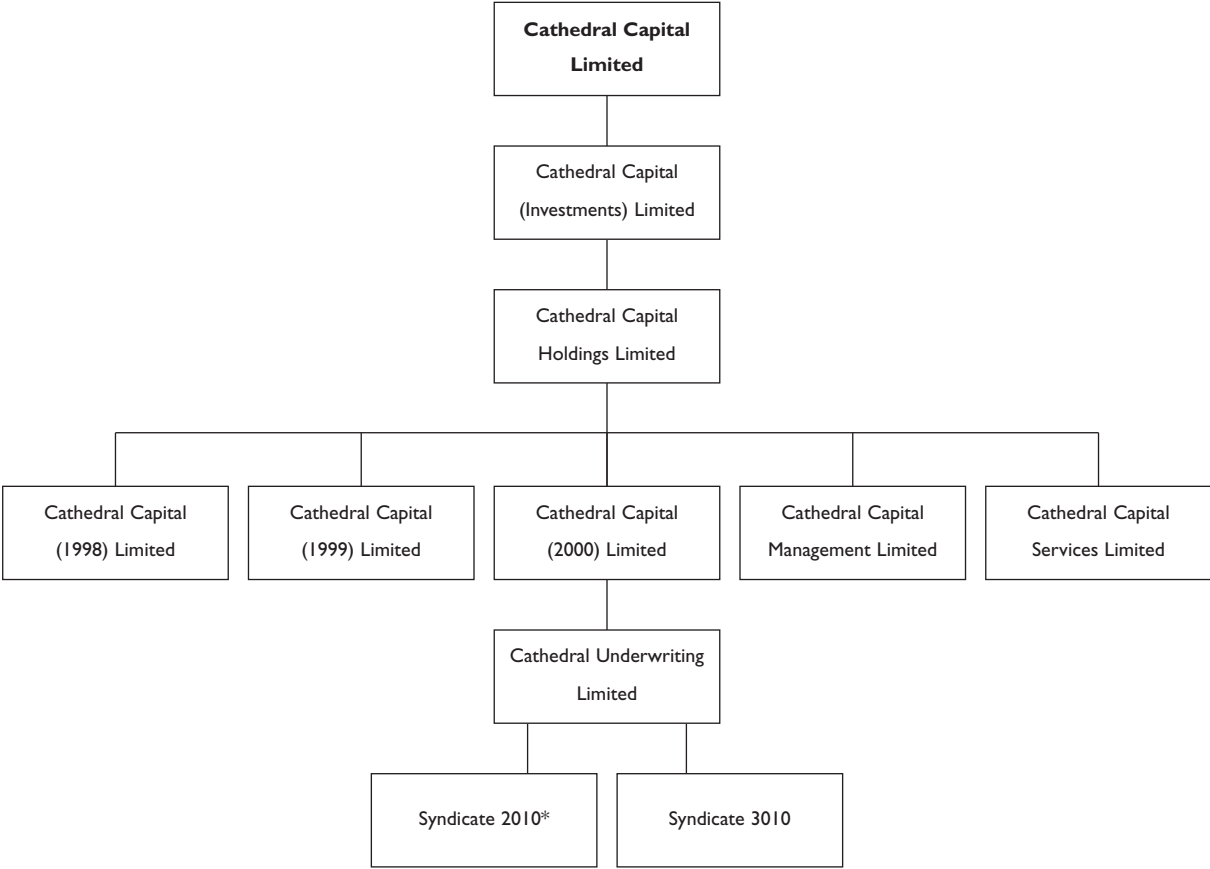 Cathedral Capital
Limited
Cathedral Capital
(Investments) Limited
Cathedral Capital
Holdings Limited
Cathedral Capital
(1998) Limited
Cathedral Capital
(1999) Limited
Cathedral Capital
(2000) Limited
Cathedral Capital
Management Limited
Cathedral Capital
Services Limited
Cathedral Underwriting
Limited
Syndicate 2010*
Syndicate 3010